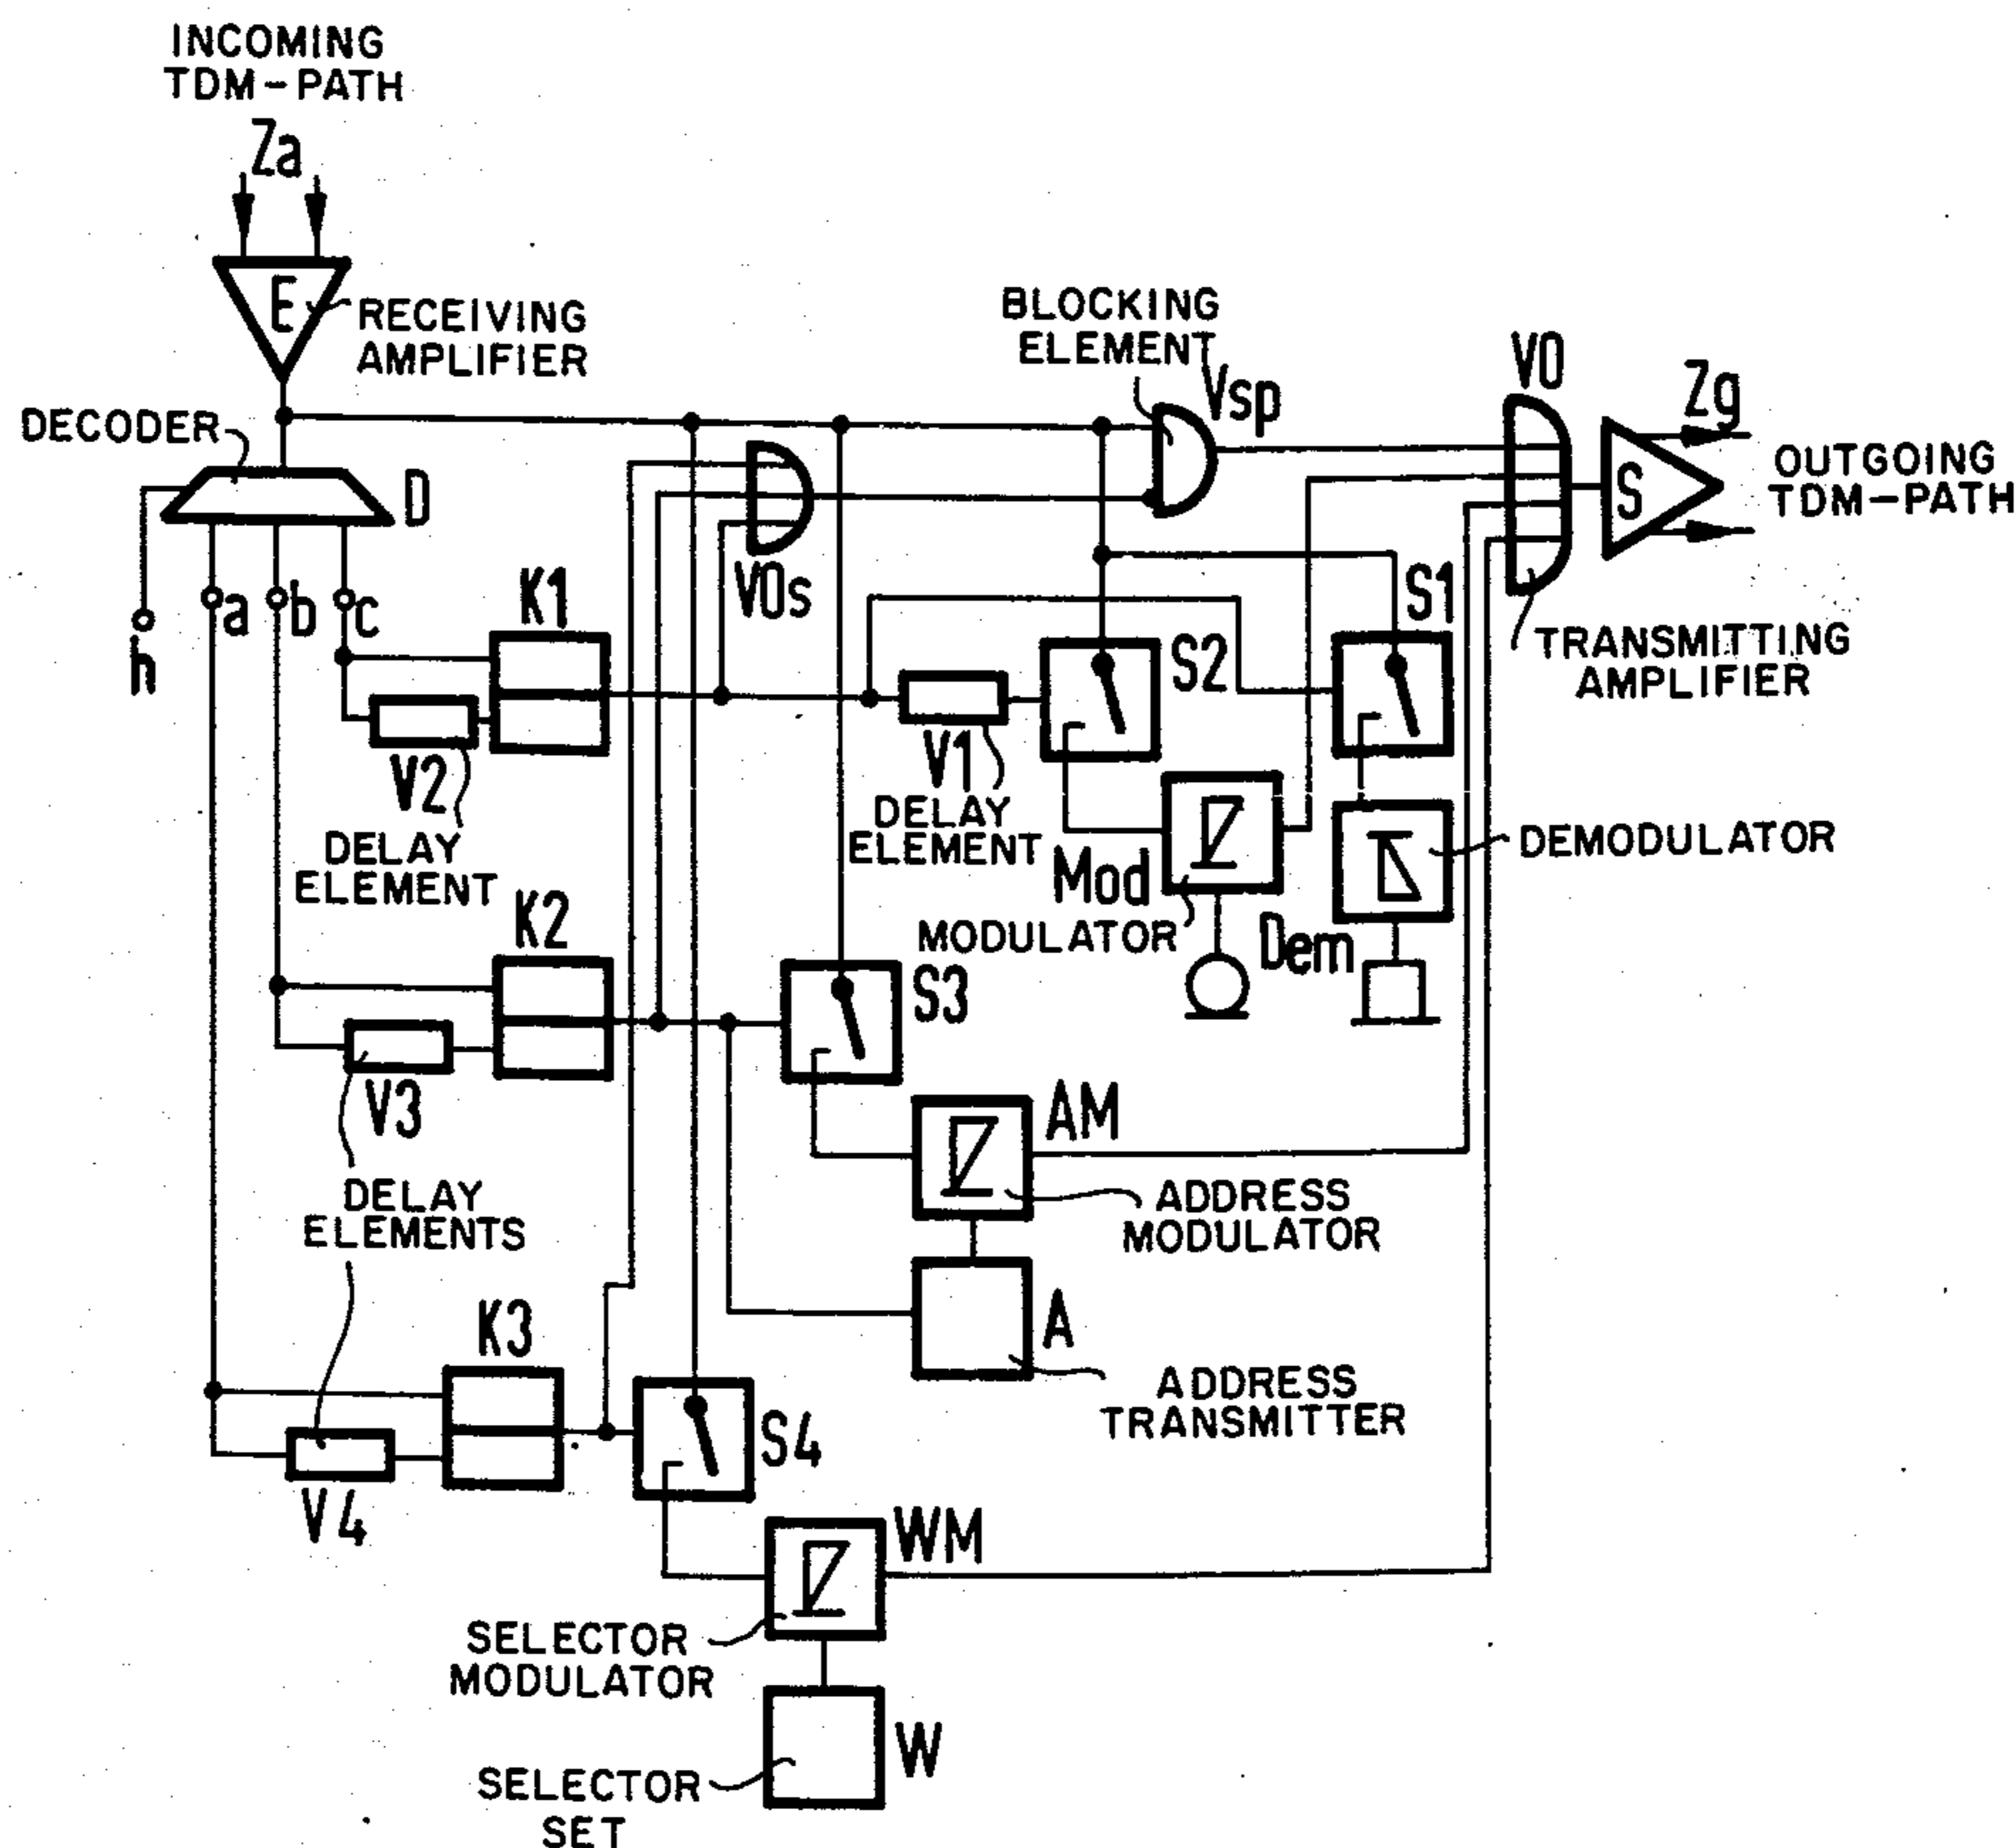 INCOMING
TDM-PATH
Za
E
RECEIVING
AMPLIFIER
BLOCKING
ELEMENT
Vsp
VO
Zg
DECODER
D
S
OUTGOING
TDM-PATH
h
a
b
c
K1
VOs
S2
S1
TRANSMITTING
AMPLIFIER
V2
DELAY
ELEMENT
V1
DELAY
ELEMENT
Mod
MODULATOR
Dem
DEMODULATOR
K2
S3
V3
DELAY
ELEMENTS
AM
ADDRESS
MODULATOR
K3
A
ADDRESS
TRANSMITTER
S4
V4
WM
SELECTOR
MODULATOR
W
SELECTOR
SET